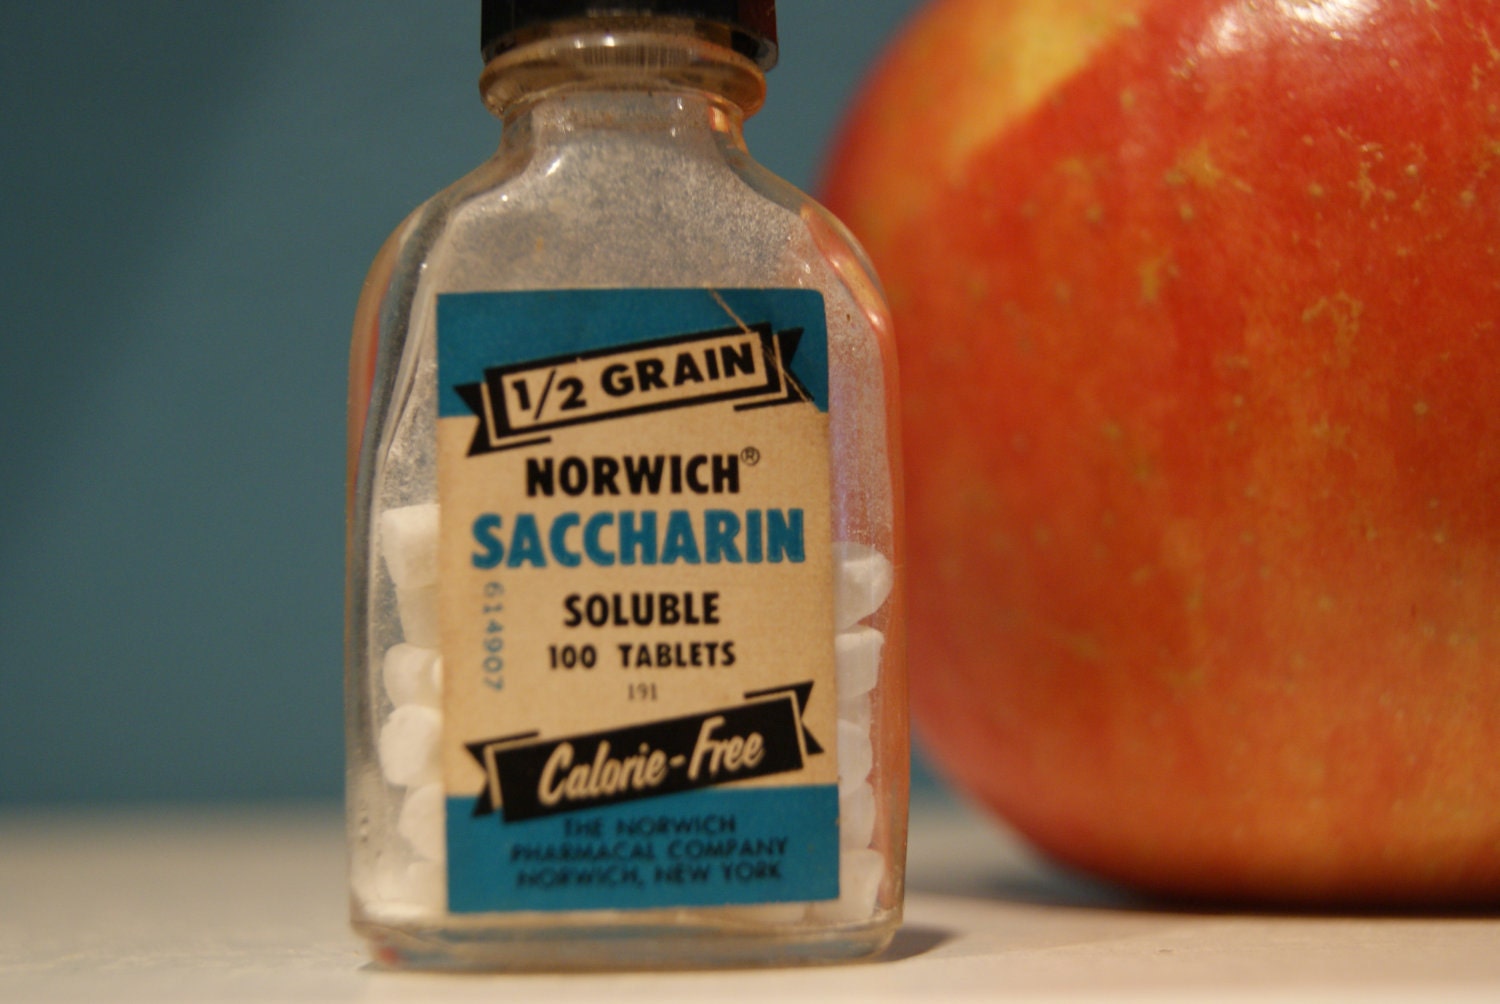 1/2 GRAIN
NORWICH®
SACCHARIN
SOLUBLE
100 TABLETS
191
614907
Calorie-Free
THE NORWICH
PHARMACAL COMPANY
NORWICH, NEW YORK